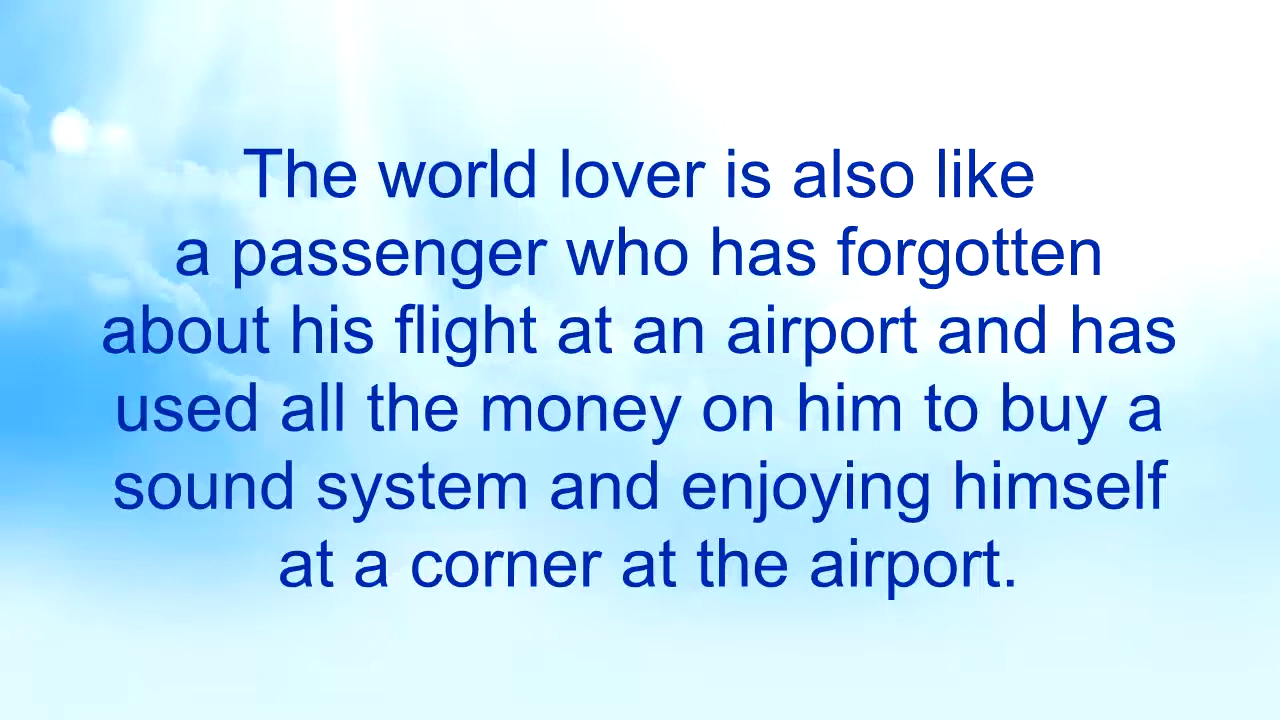 The world lover is also like
a passenger who has forgotten
about his flight at an airport and has
used all the money on him to buy a
sound system and enjoying himself
at a corner at the airport.